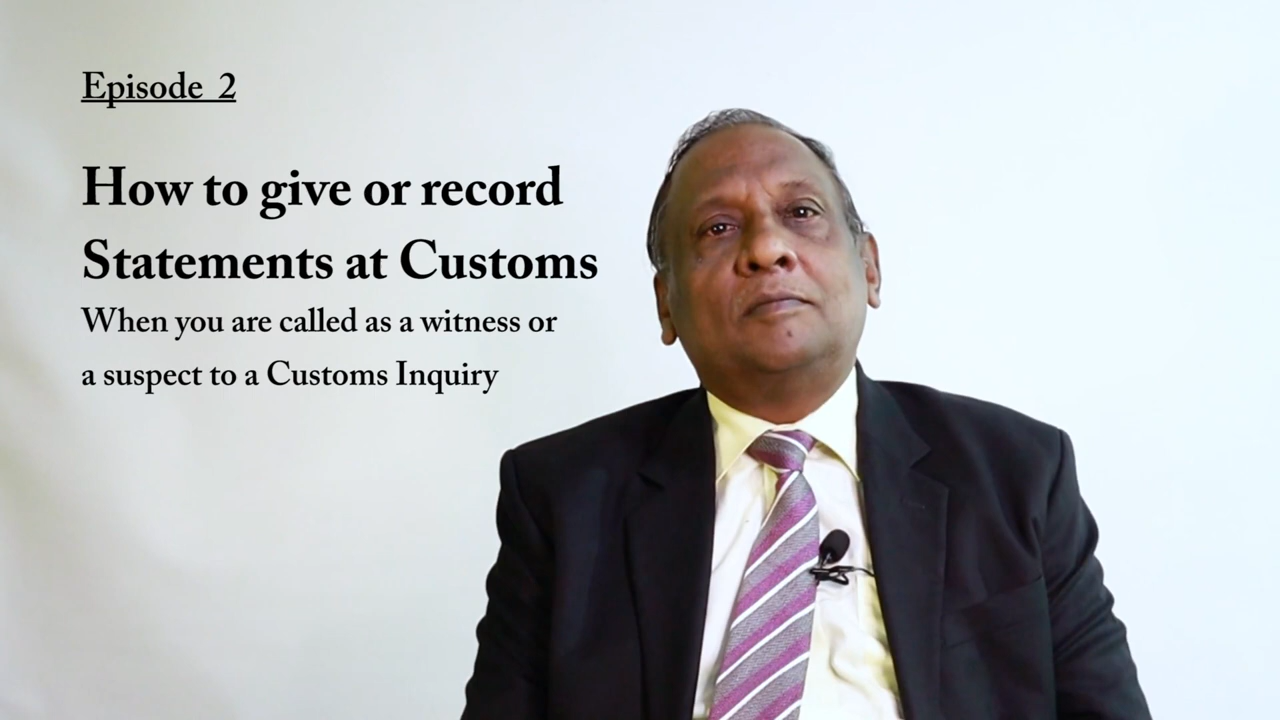 Episode 2
How to give or record
Statements at Customs
When you are called as a witness or
a suspect to a Customs Inquiry